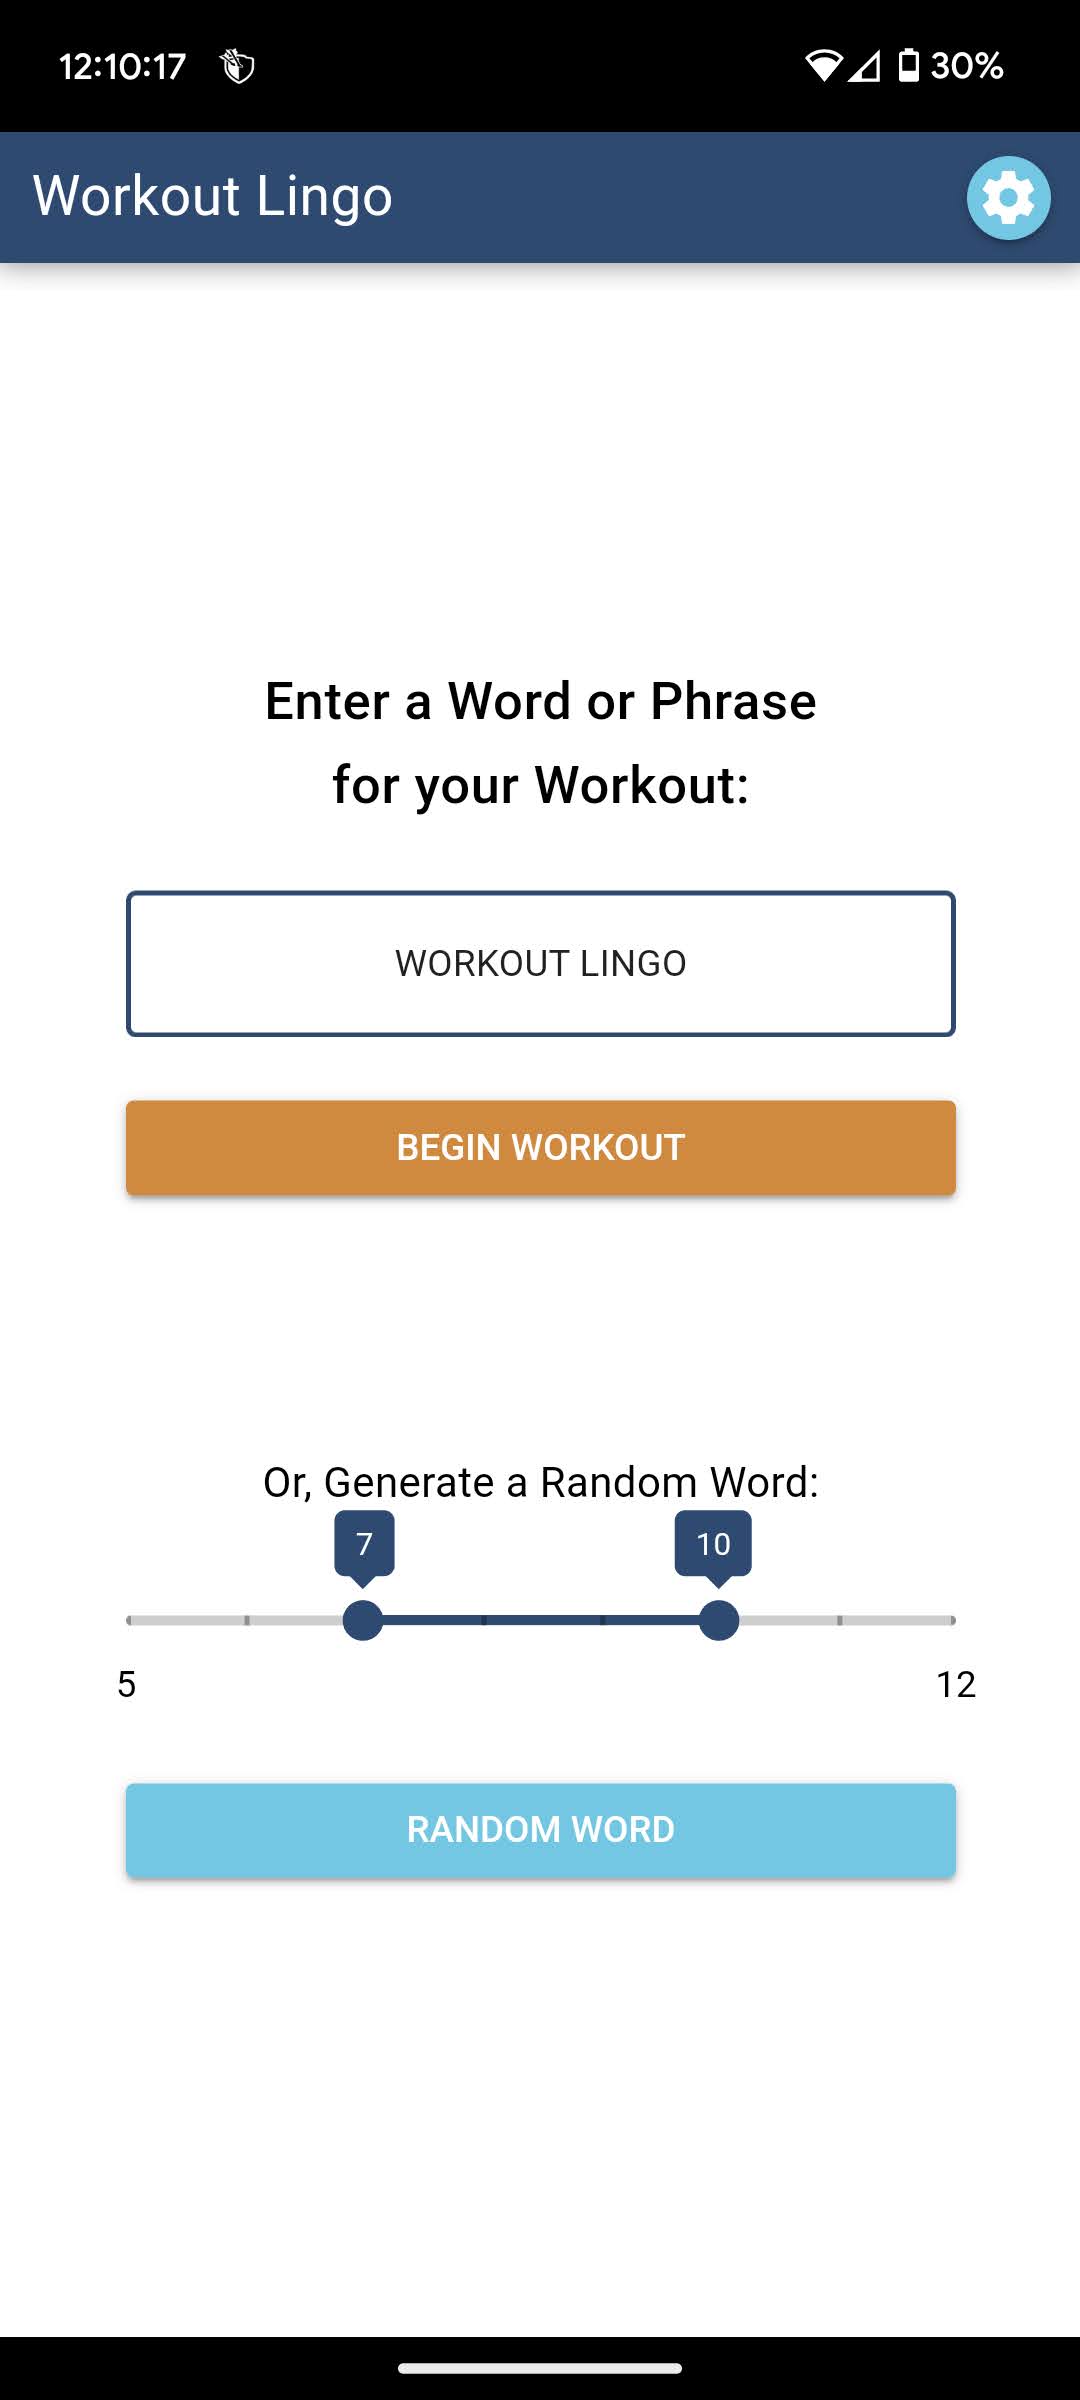 12:10:17 30%
Workout Lingo
Enter a Word or Phrase
for your Workout:
WORKOUT LINGO
BEGIN WORKOUT
Or, Generate a Random Word:
7 10
5 12
RANDOM WORD